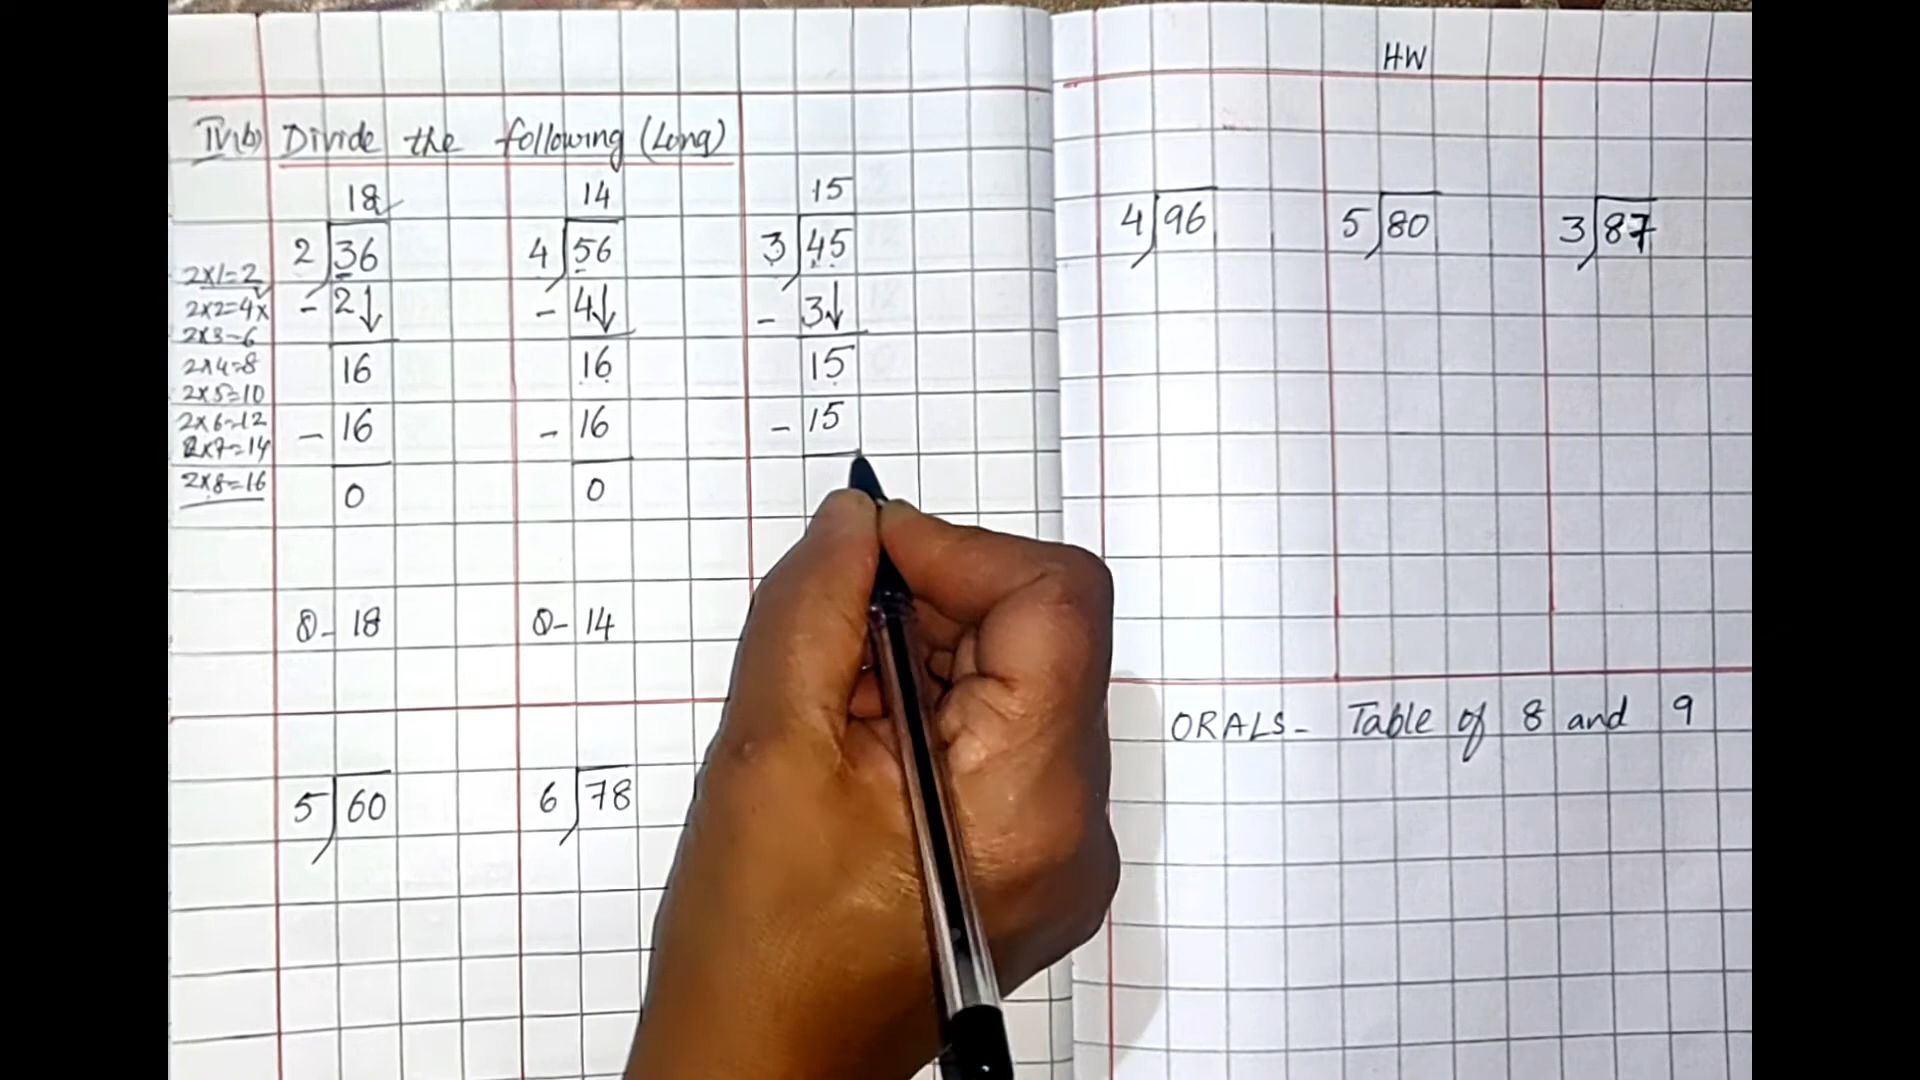 IV(b) Divide the following (Long)
18 14 15
2)36 4)56 3)45
2x1=2
- 2↓ - 4↓ - 3↓
2x2=4x
2x3-6
16 16 15
2x4=8
2x5=10
- 16 - 16 - 15
2x6-12
2x7=14
2x8=16
0 0
Q- 18 Q- 14
5)60 6)78
HW
4)96 5)80 3)87
ORALS- Table of 8 and 9